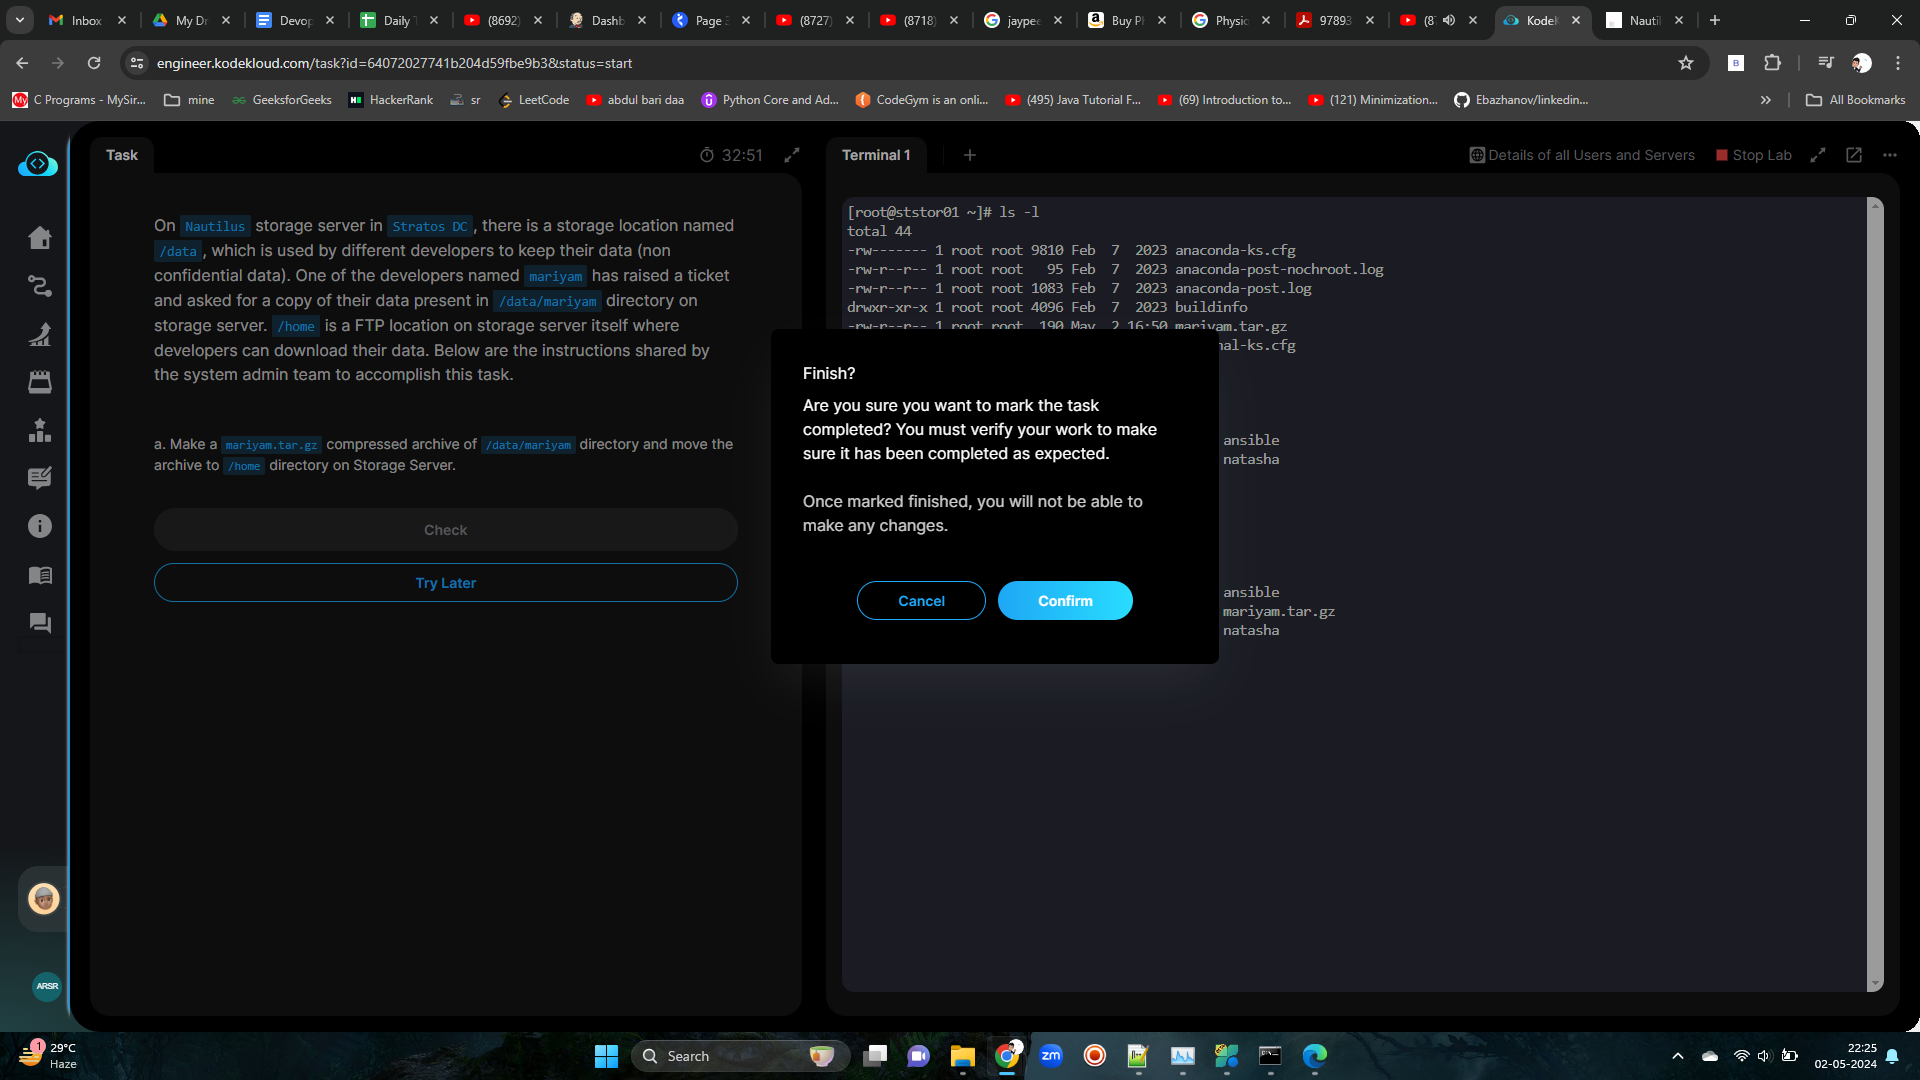 Inbox
My Dr
Devop
Daily T
(8692)
Dashb
Page 3
(8727)
(8718)
jaypee
Buy Ph
Physic
97893
(87
KodeK
Nautil
engineer.kodekloud.com/task?id=64072027741b204d59fbe9b3&status=start
C Programs - MySir...
mine
GeeksforGeeks
HackerRank
sr
LeetCode
abdul bari daa
Python Core and Ad...
CodeGym is an onli...
(495) Java Tutorial F...
(69) Introduction to...
(121) Minimization...
Ebazhanov/linkedin...
All Bookmarks
Task
32:51
Terminal 1
Details of all Users and Servers
Stop Lab
On Nautilus storage server in Stratos DC, there is a storage location named
/data, which is used by different developers to keep their data (non
confidential data). One of the developers named mariyam has raised a ticket
and asked for a copy of their data present in /data/mariyam directory on
storage server. /home is a FTP location on storage server itself where
developers can download their data. Below are the instructions shared by
the system admin team to accomplish this task.
a. Make a mariyam.tar.gz compressed archive of /data/mariyam directory and move the
archive to /home directory on Storage Server.
Check
Try Later
[root@ststor01 ~]# ls -l
total 44
-rw------- 1 root root 9810 Feb 7 2023 anaconda-ks.cfg
-rw-r--r-- 1 root root 95 Feb 7 2023 anaconda-post-nochroot.log
-rw-r--r-- 1 root root 1083 Feb 7 2023 anaconda-post.log
drwxr-xr-x 1 root root 4096 Feb 7 2023 buildinfo
-rw-r--r-- 1 root root 190 May 2 16:50 mariyam.tar.gz
nal-ks.cfg
ansible
natasha
ansible
mariyam.tar.gz
natasha
Finish?
Are you sure you want to mark the task
completed? You must verify your work to make
sure it has been completed as expected.
Once marked finished, you will not be able to
make any changes.
Cancel
Confirm
ARSR
1
29°C
Haze
Search
zm
22:25
02-05-2024